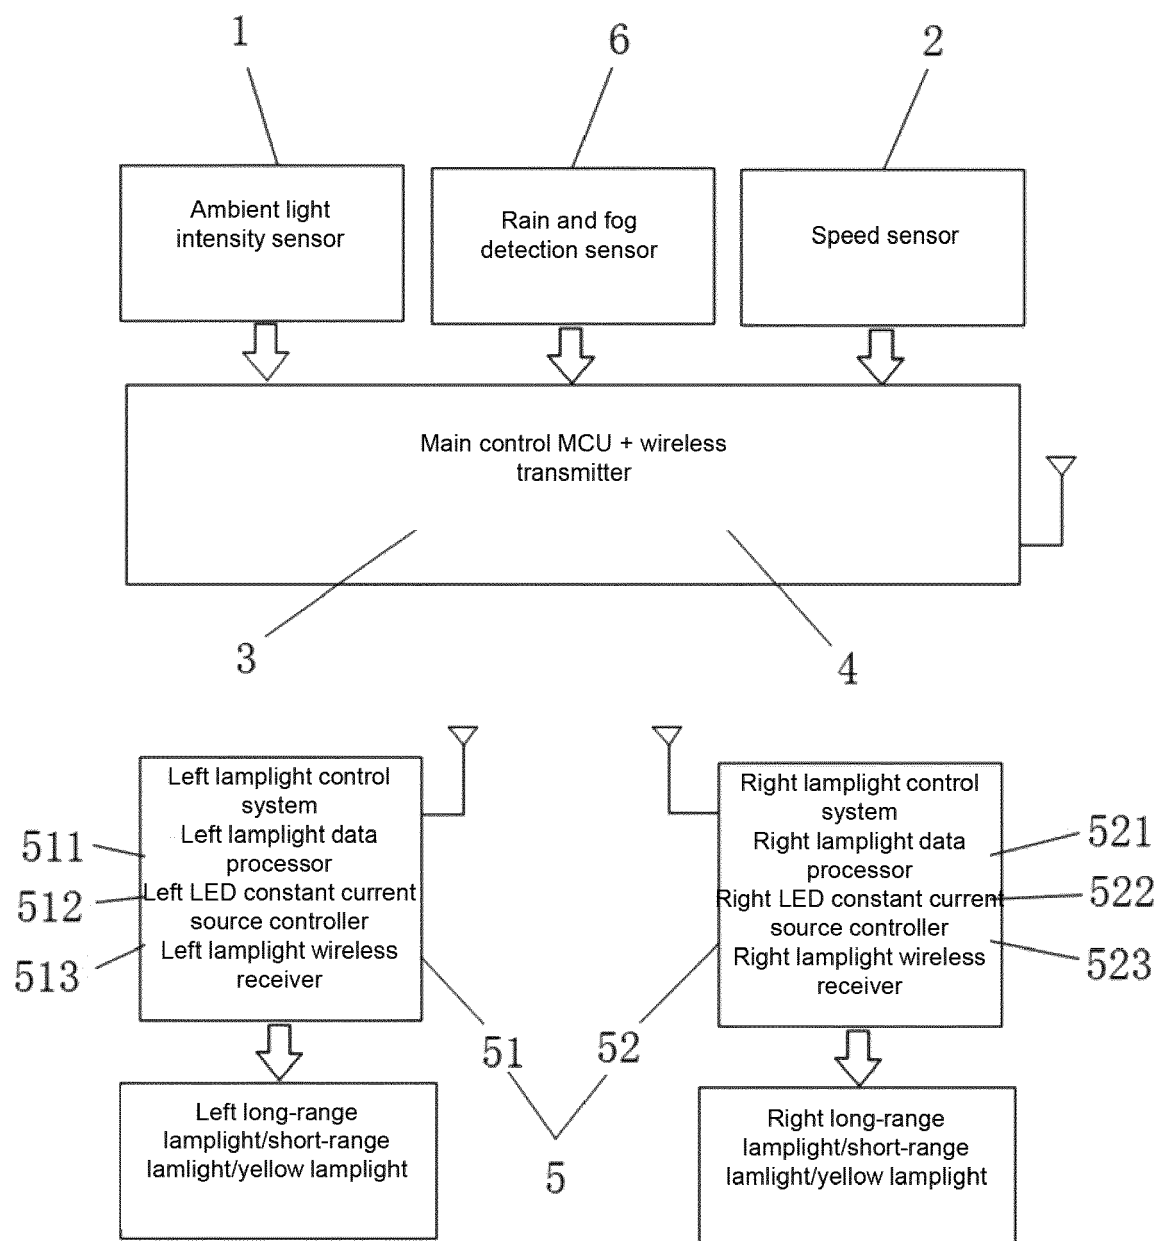 1
6
2
Ambient light
intensity sensor
Rain and fog
detection sensor
Speed sensor
Main control MCU + wireless
transmitter
3
4
Left lamplight control
system
Left lamplight data
processor
Left LED constant current
source controller
Left lamplight wireless
receiver
511
512
513
51
Right lamplight control
system
Right lamplight data
processor
Right LED constant current
source controller
Right lamplight wireless
receiver
521
522
523
52
5
Left long-range
lamplight/short-range
lamlight/yellow lamplight
Right long-range
lamplight/short-range
lamlight/yellow lamplight